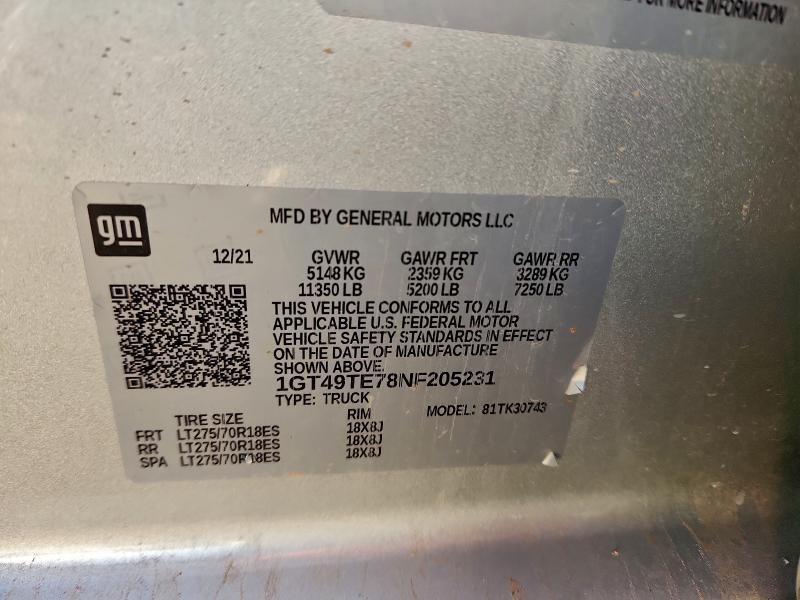 FOR MORE INFORMATION
gm
MFD BY GENERAL MOTORS LLC
12/21 GVWR GAWR FRT GAWR RR
5148 KG 2359 KG 3289 KG
11350 LB 5200 LB 7250 LB
THIS VEHICLE CONFORMS TO ALL
APPLICABLE U.S. FEDERAL MOTOR
VEHICLE SAFETY STANDARDS IN EFFECT
ON THE DATE OF MANUFACTURE
SHOWN ABOVE.
1GT49TE78NF205231
TYPE: TRUCK MODEL: 81TK30743
TIRE SIZE RIM
FRT LT275/70R18ES 18X8J
RR LT275/70R18ES 18X8J
SPA LT275/70R18ES 18X8J